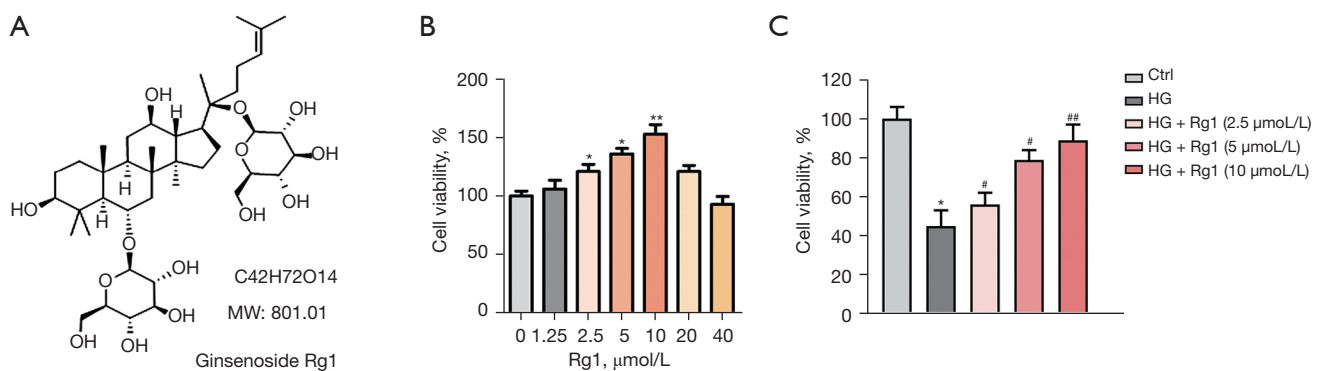 A
OH
H
O
OH
OH
O
H
H
HO
H
OH
OH
O
O
OH
OH
OH
OH
C42H72O14
MW: 801.01
Ginsenoside Rg1
B
Cell viability, %
200
150
100
50
0
*
*
**
0 1.25 2.5 5 10 20 40
Rg1, μmol/L
C
Cell viability, %
120
100
80
60
40
20
0
*
#
#
##
Ctrl
HG
HG + Rg1 (2.5 μmoL/L)
HG + Rg1 (5 μmoL/L)
HG + Rg1 (10 μmoL/L)